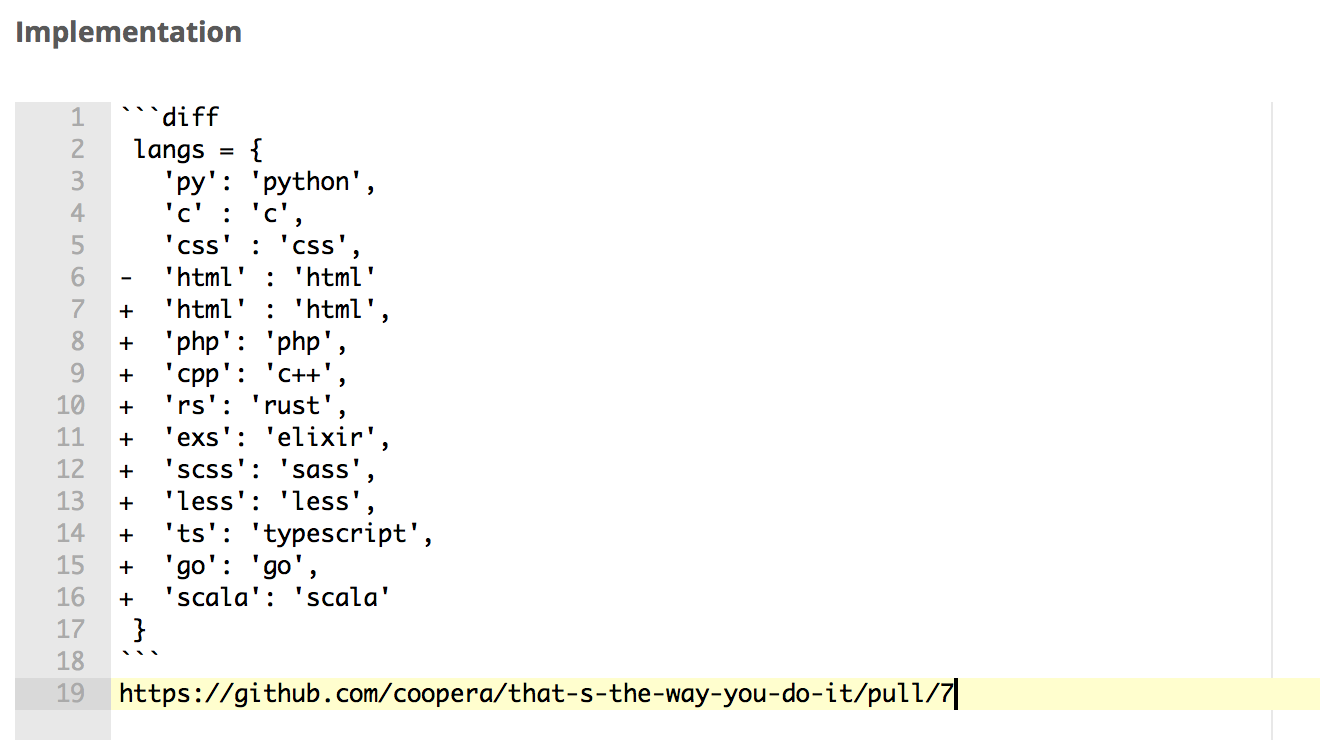 Implementation
1 ```diff
2  langs = {
3    'py': 'python',
4    'c' : 'c',
5    'css' : 'css',
6 -  'html' : 'html'
7 +  'html' : 'html',
8 +  'php': 'php',
9 +  'cpp': 'c++',
10 +  'rs': 'rust',
11 +  'exs': 'elixir',
12 +  'scss': 'sass',
13 +  'less': 'less',
14 +  'ts': 'typescript',
15 +  'go': 'go',
16 +  'scala': 'scala'
17  }
18 ```
19 https://github.com/coopera/that-s-the-way-you-do-it/pull/7